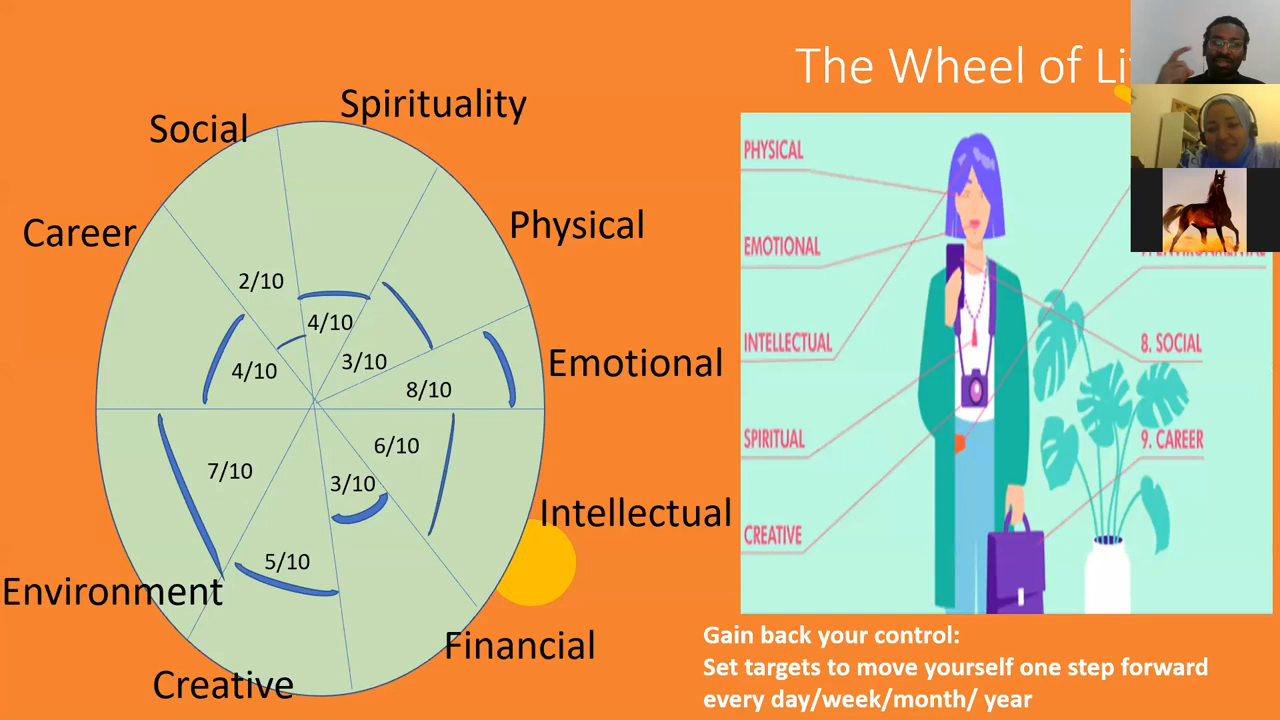 The Wheel of Li
Spirituality
Social
Career
Physical
Emotional
Intellectual
Financial
Creative
Environment
2/10
4/10
3/10
8/10
4/10
6/10
7/10
3/10
5/10
PHYSICAL
EMOTIONAL
INTELLECTUAL
SPIRITUAL
CREATIVE
8. SOCIAL
9. CAREER
Gain back your control:
Set targets to move yourself one step forward
every day/week/month/ year